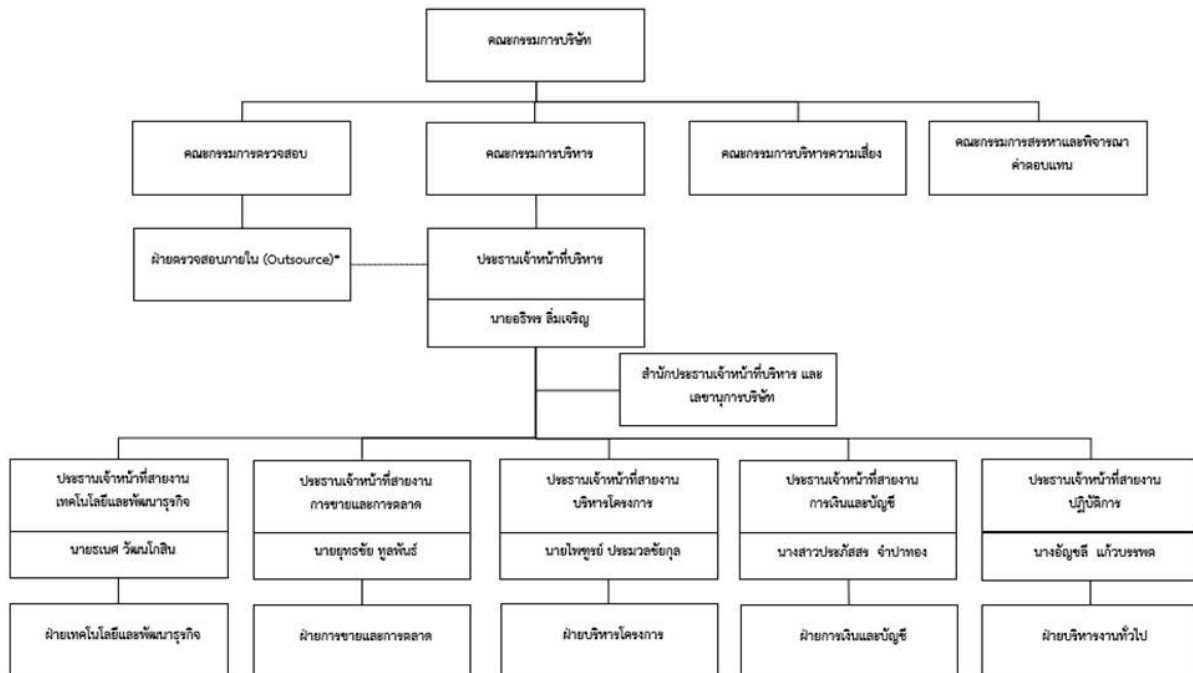 คณะกรรมการบริษัท
คณะกรรมการตรวจสอบ
คณะกรรมการบริหาร
คณะกรรมการบริหารความเสี่ยง
คณะกรรมการสรรหาและพิจารณา
ค่าตอบแทน
ฝ่ายตรวจสอบภายใน (Outsource)*
ประธานเจ้าหน้าที่บริหาร
นายอธิพร ลิ่มเจริญ
สำนักประธานเจ้าหน้าที่บริหาร และ
เลขานุการบริษัท
ประธานเจ้าหน้าที่สายงาน
เทคโนโลยีและพัฒนาธุรกิจ
นายธเนศ วัฒนโกสิน
ฝ่ายเทคโนโลยีและพัฒนาธุรกิจ
ประธานเจ้าหน้าที่สายงาน
การขายและการตลาด
นายยุทธชัย ทูลพันธ์
ฝ่ายการขายและการตลาด
ประธานเจ้าหน้าที่สายงาน
บริหารโครงการ
นายไพฑูรย์ ประมวลชัยกุล
ฝ่ายบริหารโครงการ
ประธานเจ้าหน้าที่สายงาน
การเงินและบัญชี
นางสาวประภัสสร จำปาทอง
ฝ่ายการเงินและบัญชี
ประธานเจ้าหน้าที่สายงาน
ปฏิบัติการ
นางอัญชลี แก้วบรรพต
ฝ่ายบริหารงานทั่วไป